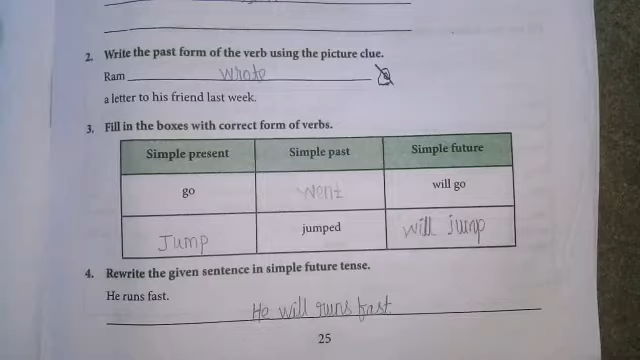 2. Write the past form of the verb using the picture clue.
Ram wrote
a letter to his friend last week.
3. Fill in the boxes with correct form of verbs.
Simple present Simple past Simple future
go went will go
Jump jumped will jump
4. Rewrite the given sentence in simple future tense.
He runs fast.
He will runs fast
25